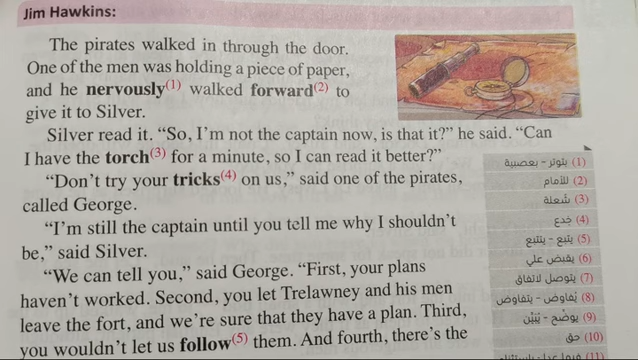 Jim Hawkins:
The pirates walked in through the door.
One of the men was holding a piece of paper,
and he nervously(1) walked forward(2) to
give it to Silver.
Silver read it. “So, I’m not the captain now, is that it?” he said. “Can
I have the torch(3) for a minute, so I can read it better?”
“Don’t try your tricks(4) on us,” said one of the pirates,
called George.
“I’m still the captain until you tell me why I shouldn’t
be,” said Silver.
“We can tell you,” said George. “First, your plans
haven’t worked. Second, you let Trelawney and his men
leave the fort, and we’re sure that they have a plan. Third,
you wouldn’t let us follow(5) them. And fourth, there’s the
(1) بتوتر - بعصبية
(2) للأمام
(3) شعلة
(4) خدع
(5) يتبع - يتتبع
(6) يقبض علي
(7) يتوصل لاتفاق
(8) يُفاوض - يتفاوض
(9) يوضح - يُبَيِّن
(10) حق
(11)